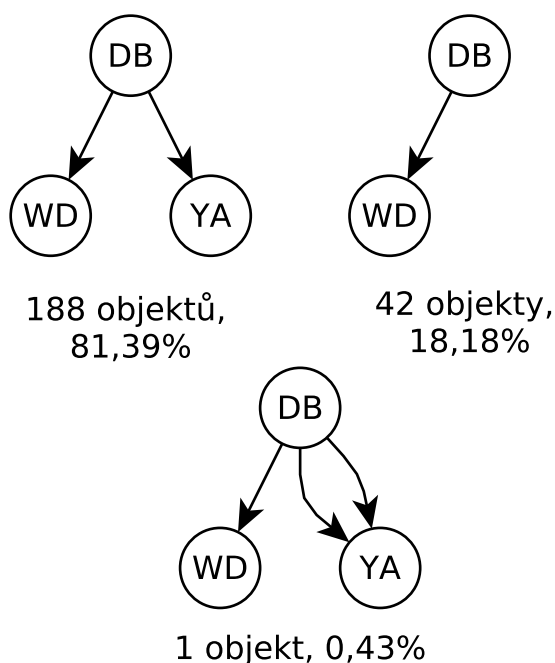 DB
WD YA
188 objektů,
81,39%
DB
WD
42 objekty,
18,18%
DB
WD YA
1 objekt, 0,43%